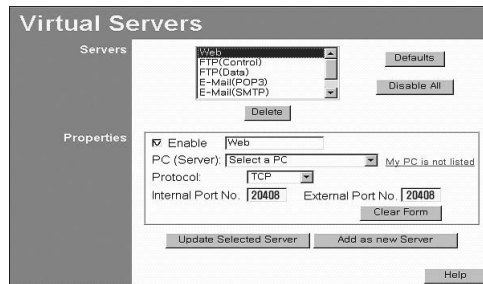 Virtual Servers
Servers
Web
FTP(Control)
FTP(Data)
E-Mail(POP3)
E-Mail(SMTP)
Defaults
Disable All
Delete
Properties
Enable Web
PC (Server): Select a PC My PC is not listed
Protocol: TCP
Internal Port No. 20408 External Port No. 20408
Clear Form
Update Selected Server Add as new Server
Help